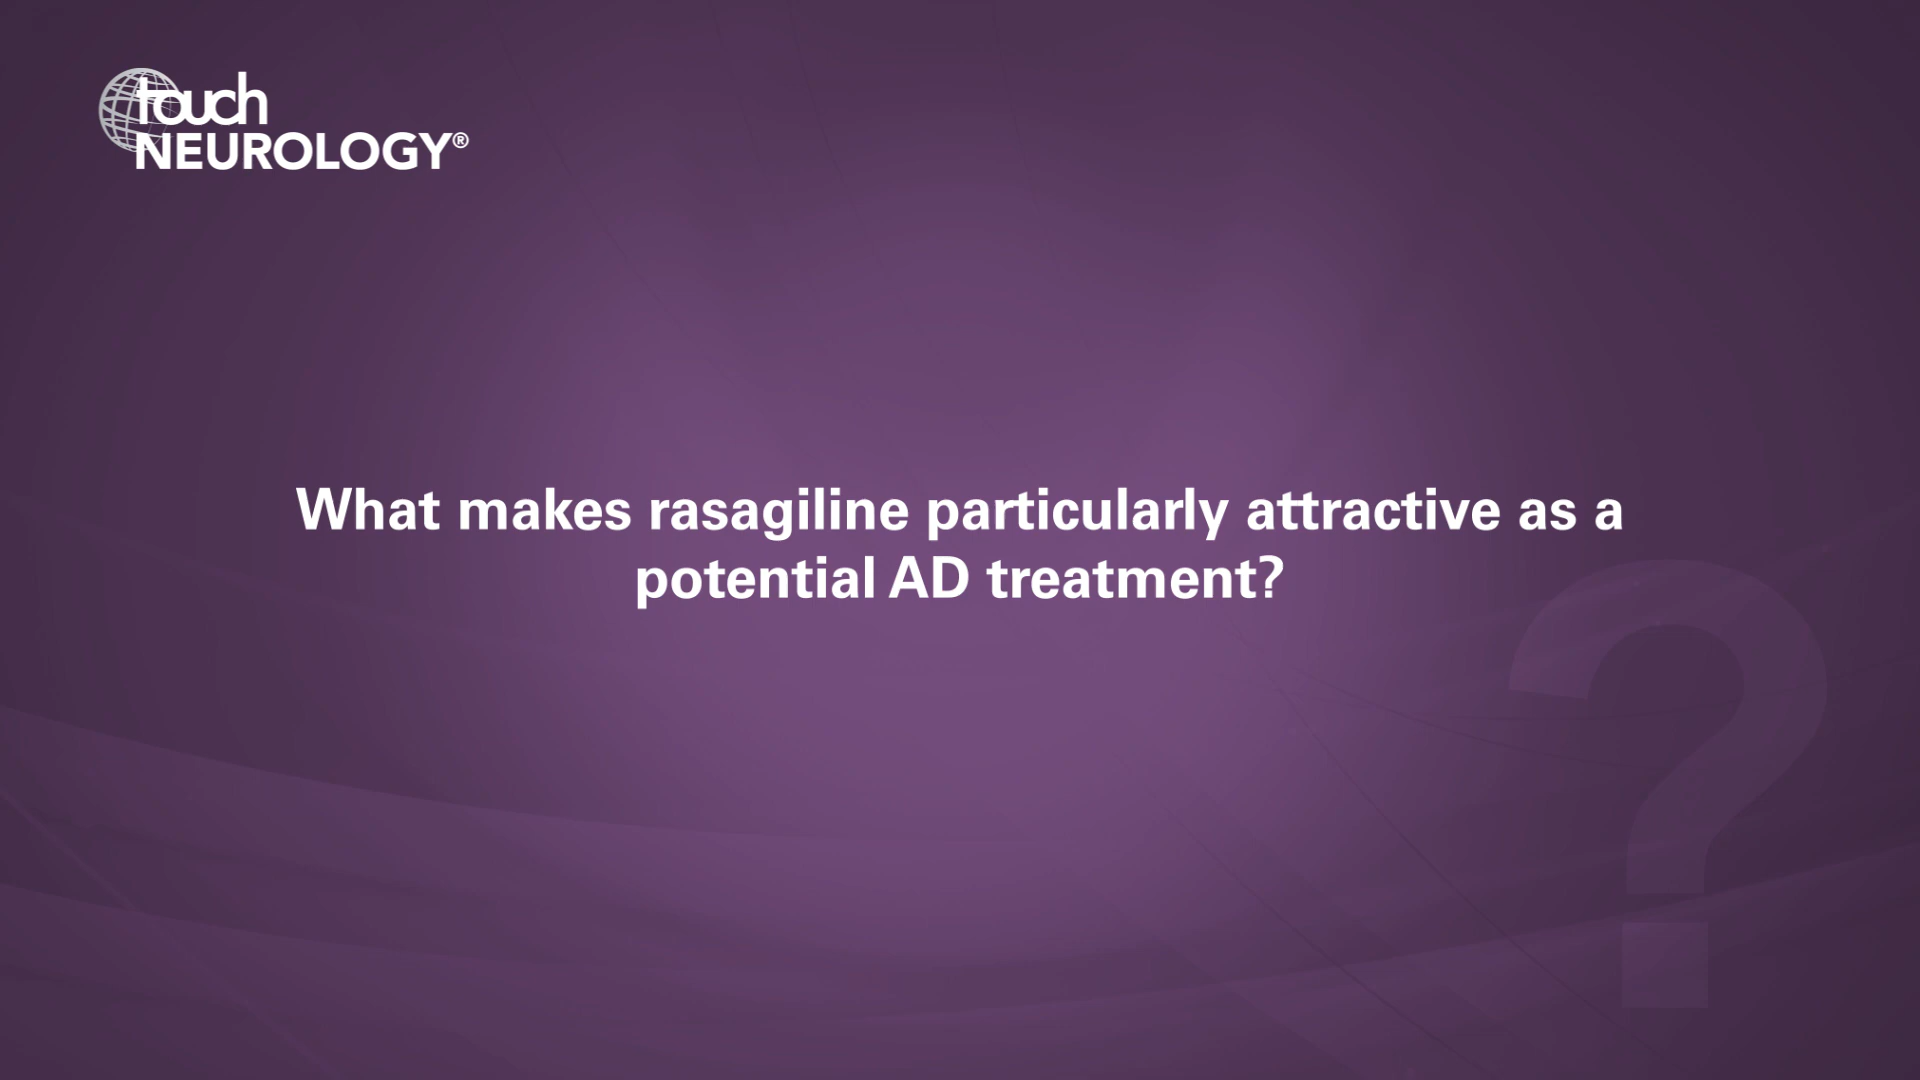 touch
NEUROLOGY®
What makes rasagiline particularly attractive as a
potential AD treatment?
?